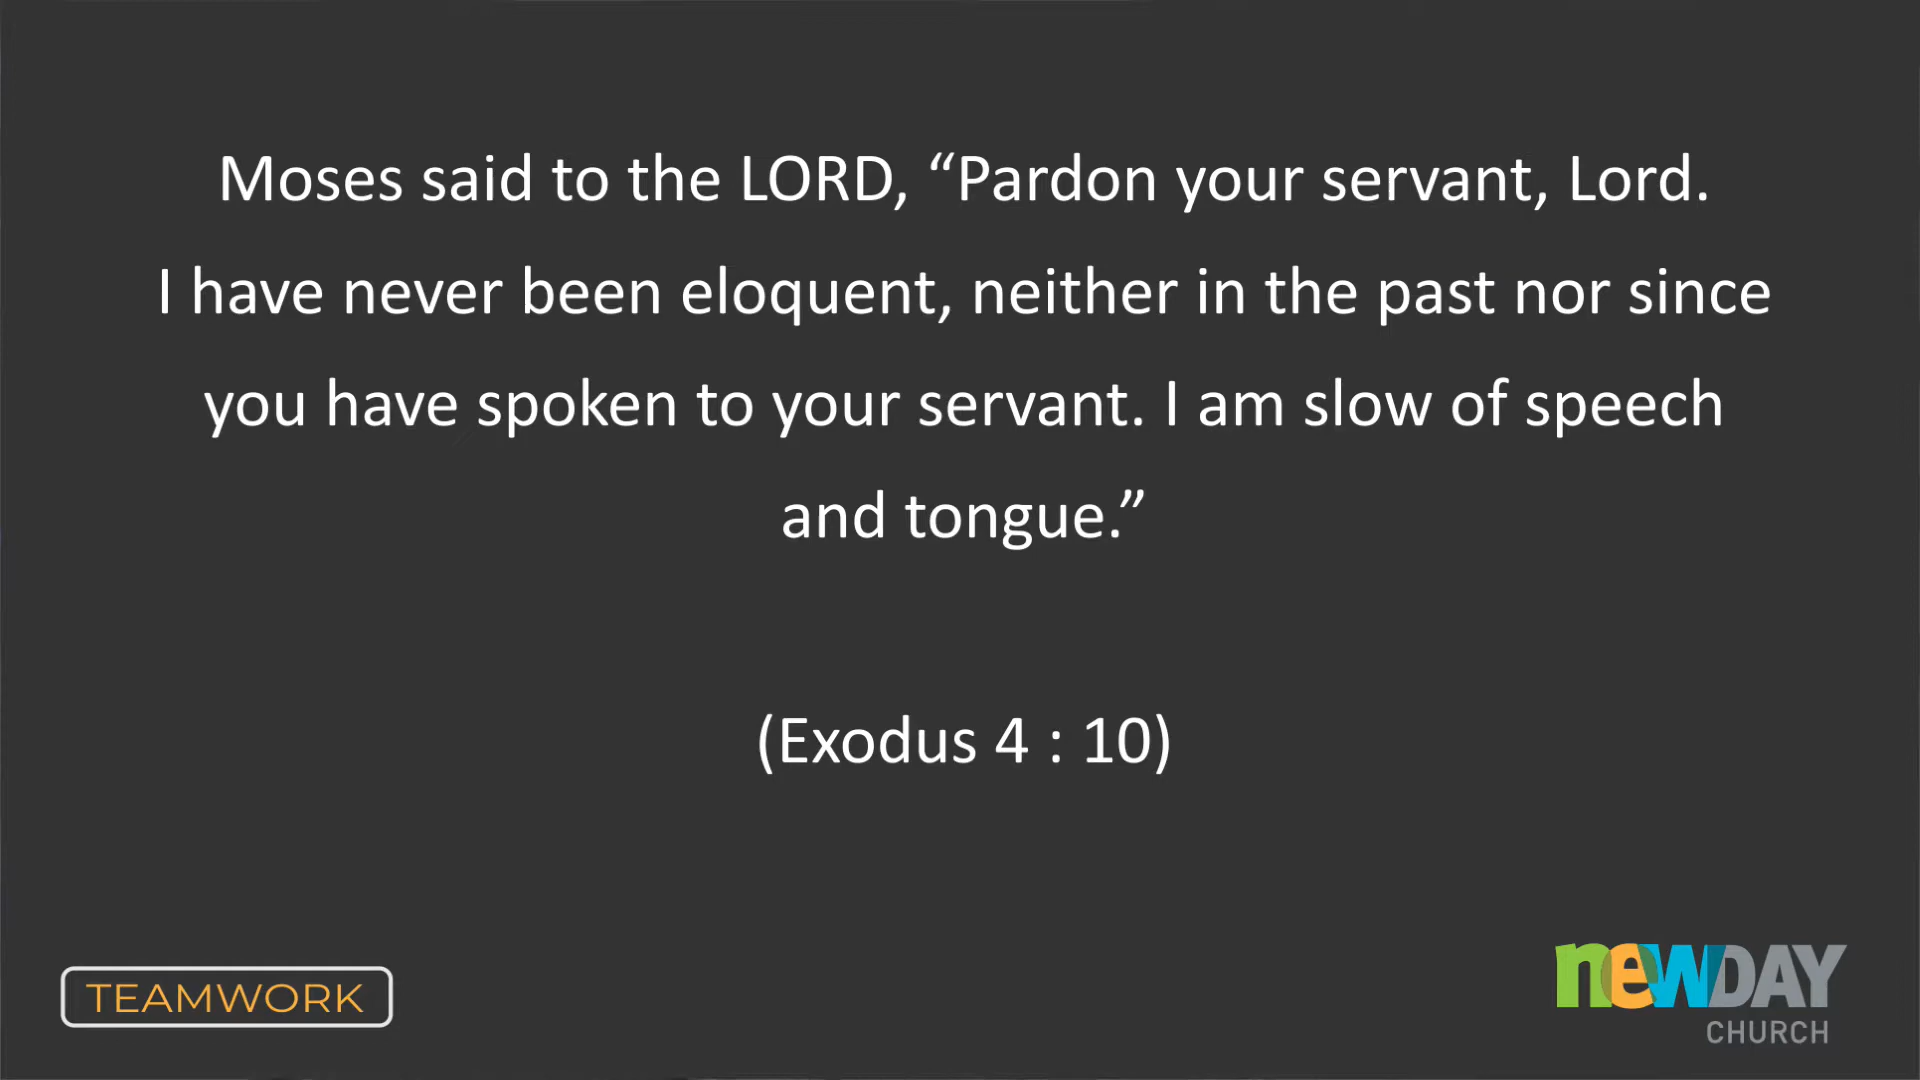 Moses said to the LORD, “Pardon your servant, Lord.
I have never been eloquent, neither in the past nor since
you have spoken to your servant. I am slow of speech
and tongue.”
(Exodus 4 : 10)
TEAMWORK
newDAY
CHURCH